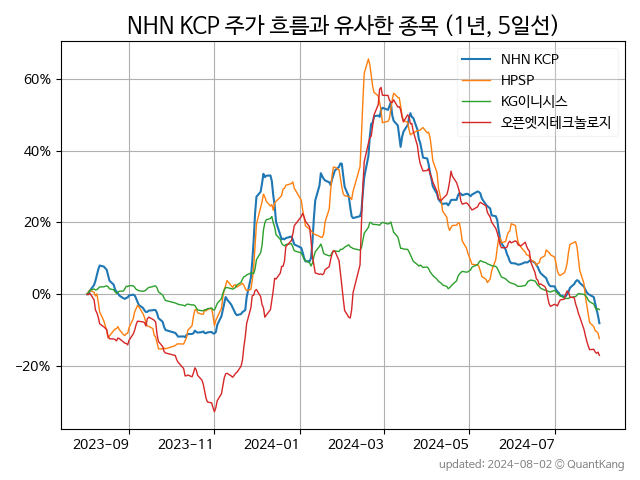 NHN KCP 주가 흐름과 유사한 종목 (1년, 5일선)
NHN KCP
HPSP
KG이니시스
오픈엣지테크놀로지
60%
40%
20%
0%
−20%
2023-09
2023-11
2024-01
2024-03
2024-05
2024-07
updated: 2024-08-02 © QuantKang